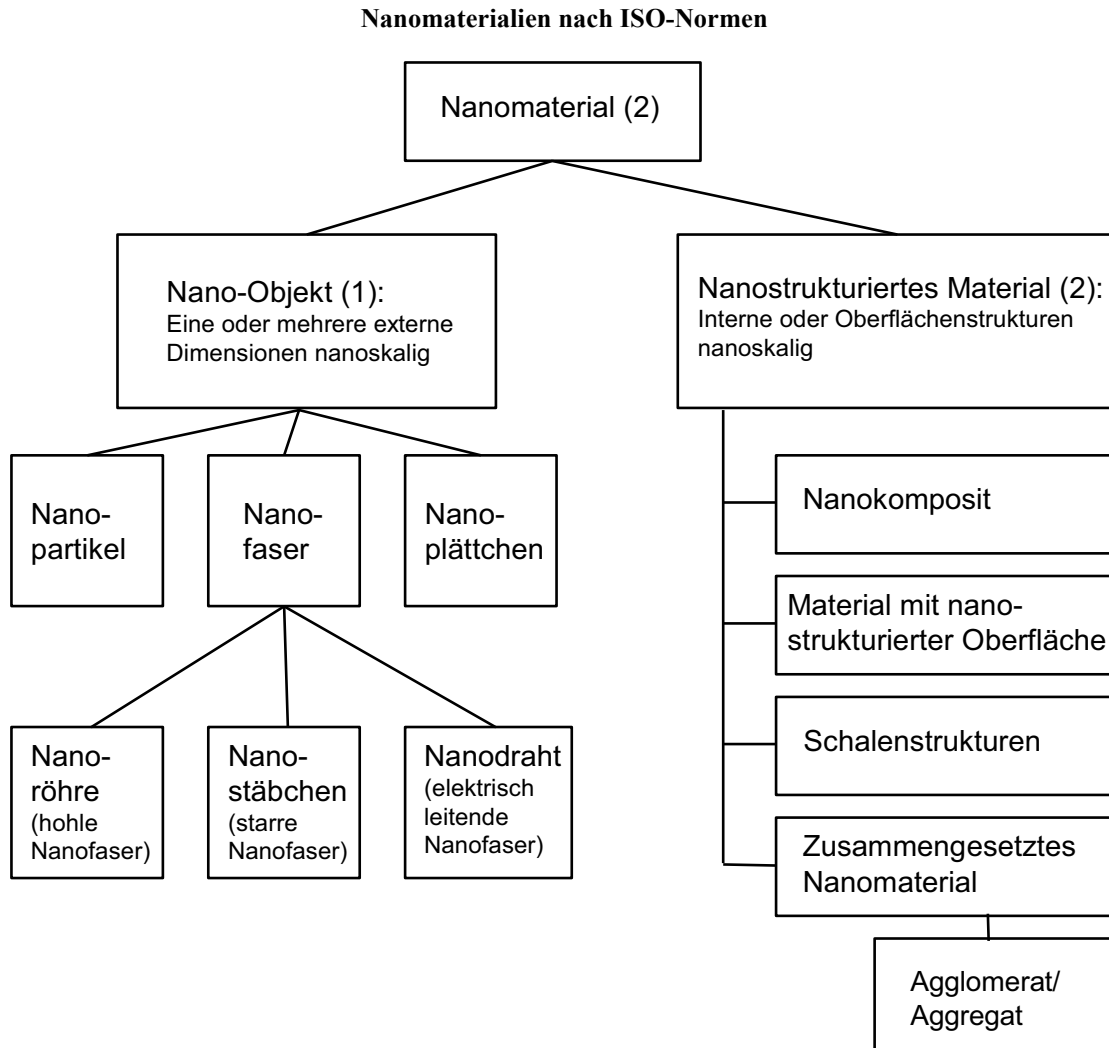 Nanomaterialien nach ISO-Normen
Nanomaterial (2)
Nano-Objekt (1):
Eine oder mehrere externe
Dimensionen nanoskalig
Nanostrukturiertes Material (2):
Interne oder Oberflächenstrukturen
nanoskalig
Nano-
partikel
Nano-
faser
Nano-
plättchen
Nano-
röhre
(hohle
Nanofaser)
Nano-
stäbchen
(starre
Nanofaser)
Nanodraht
(elektrisch
leitende
Nanofaser)
Nanokomposit
Material mit nano-
strukturierter Oberfläche
Schalenstrukturen
Zusammengesetztes
Nanomaterial
Agglomerat/
Aggregat